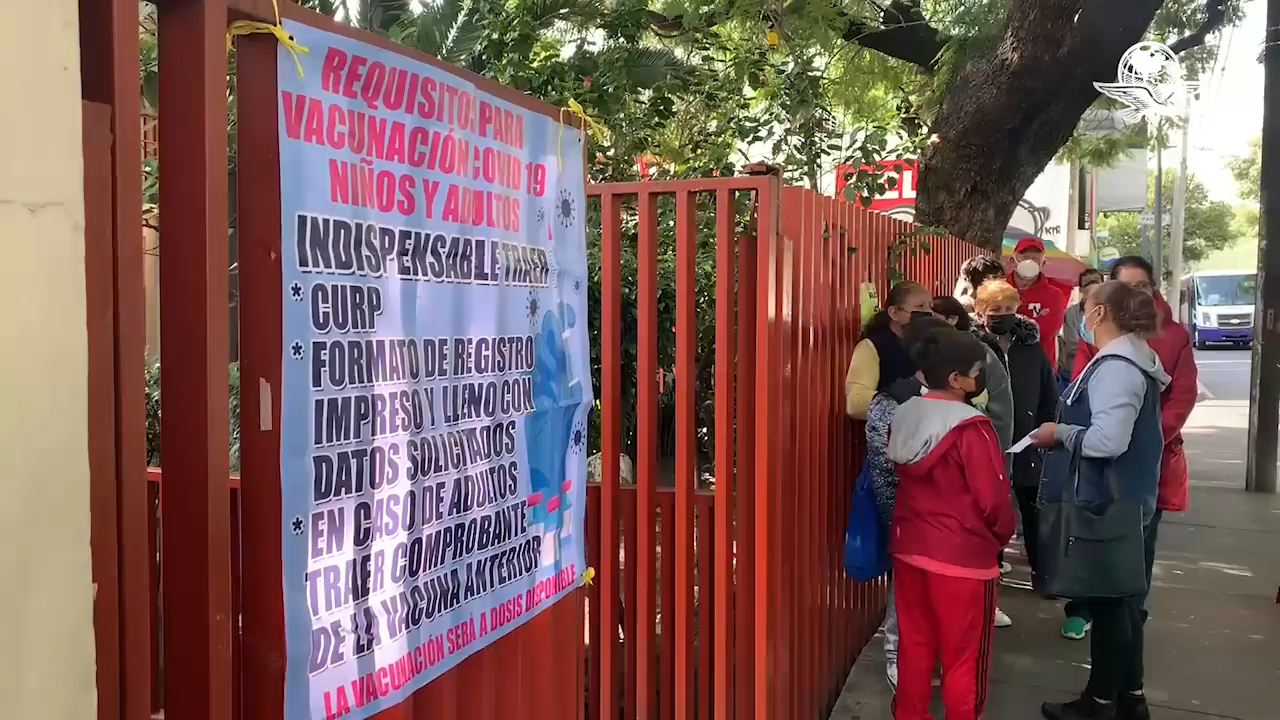 REQUISITOS PARA
VACUNACIÓN COVID 19
NIÑOS Y ADULTOS
INDISPENSABLE TRAER
* CURP
* FORMATO DE REGISTRO
IMPRESO Y LLENO CON
DATOS SOLICITADOS
* EN CASO DE ADULTOS
TRAER COMPROBANTE
DE LA VACUNA ANTERIOR
LA VACUNACIÓN SERÁ A DOSIS DISPONIBLE